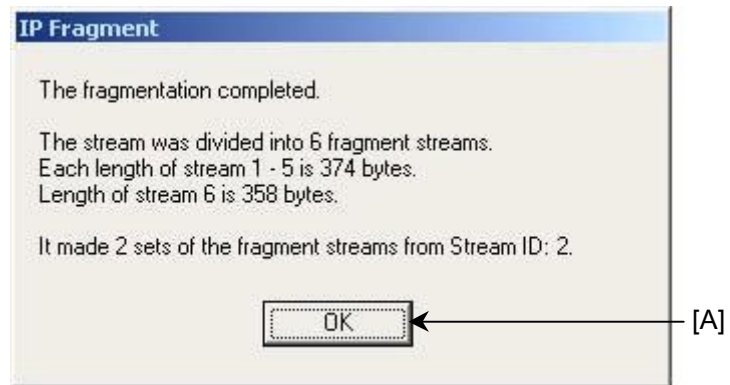 IP Fragment
The fragmentation completed.
The stream was divided into 6 fragment streams.
Each length of stream 1 - 5 is 374 bytes.
Length of stream 6 is 358 bytes.
It made 2 sets of the fragment streams from Stream ID: 2.
OK
[A]